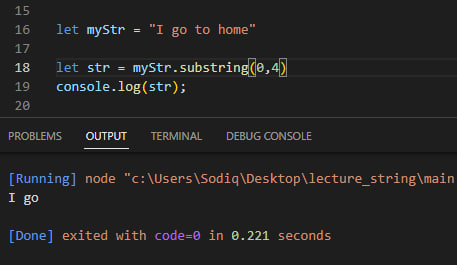 15
16 let myStr = "I go to home"
17
18 let str = myStr.substring(0,4)
19 console.log(str);
20
PROBLEMS OUTPUT TERMINAL DEBUG CONSOLE
[Running] node "c:\Users\Sodiq\Desktop\lecture_string\main
I go
[Done] exited with code=0 in 0.221 seconds